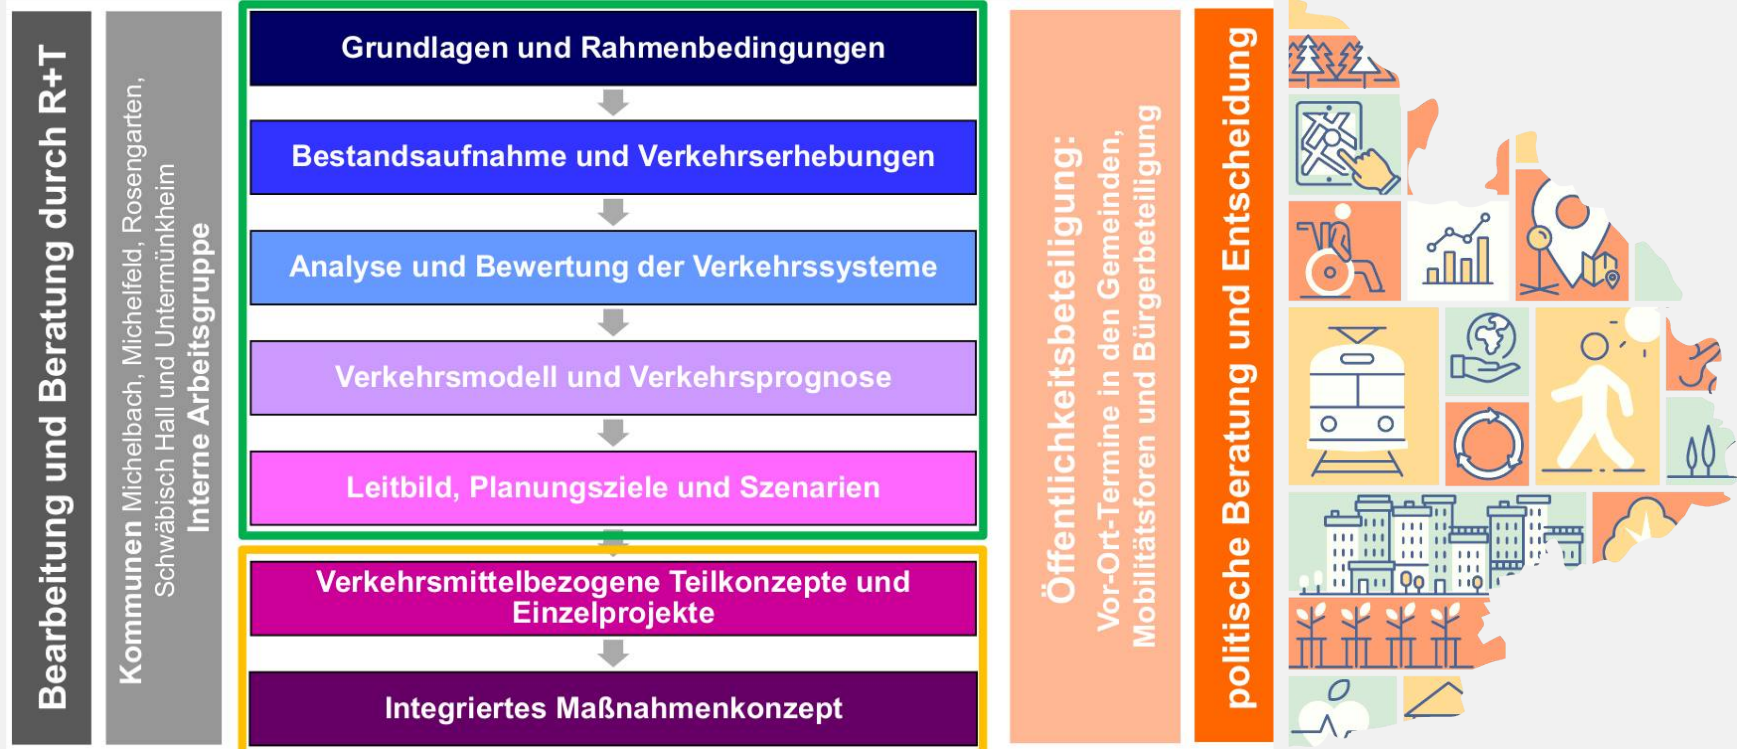 Bearbeitung und Beratung durch R+T
Kommunen Michelbach, Michelfeld, Rosengarten,
Schwäbisch Hall und Untermünkheim
Interne Arbeitsgruppe
Grundlagen und Rahmenbedingungen
Bestandsaufnahme und Verkehrserhebungen
Analyse und Bewertung der Verkehrssysteme
Verkehrsmodell und Verkehrsprognose
Leitbild, Planungsziele und Szenarien
Verkehrsmittelbezogene Teilkonzepte und
Einzelprojekte
Integriertes Maßnahmenkonzept
Öffentlichkeitsbeteiligung:
Vor-Ort-Termine in den Gemeinden,
Mobilitätsforen und Bürgerbeteiligung
politische Beratung und Entscheidung